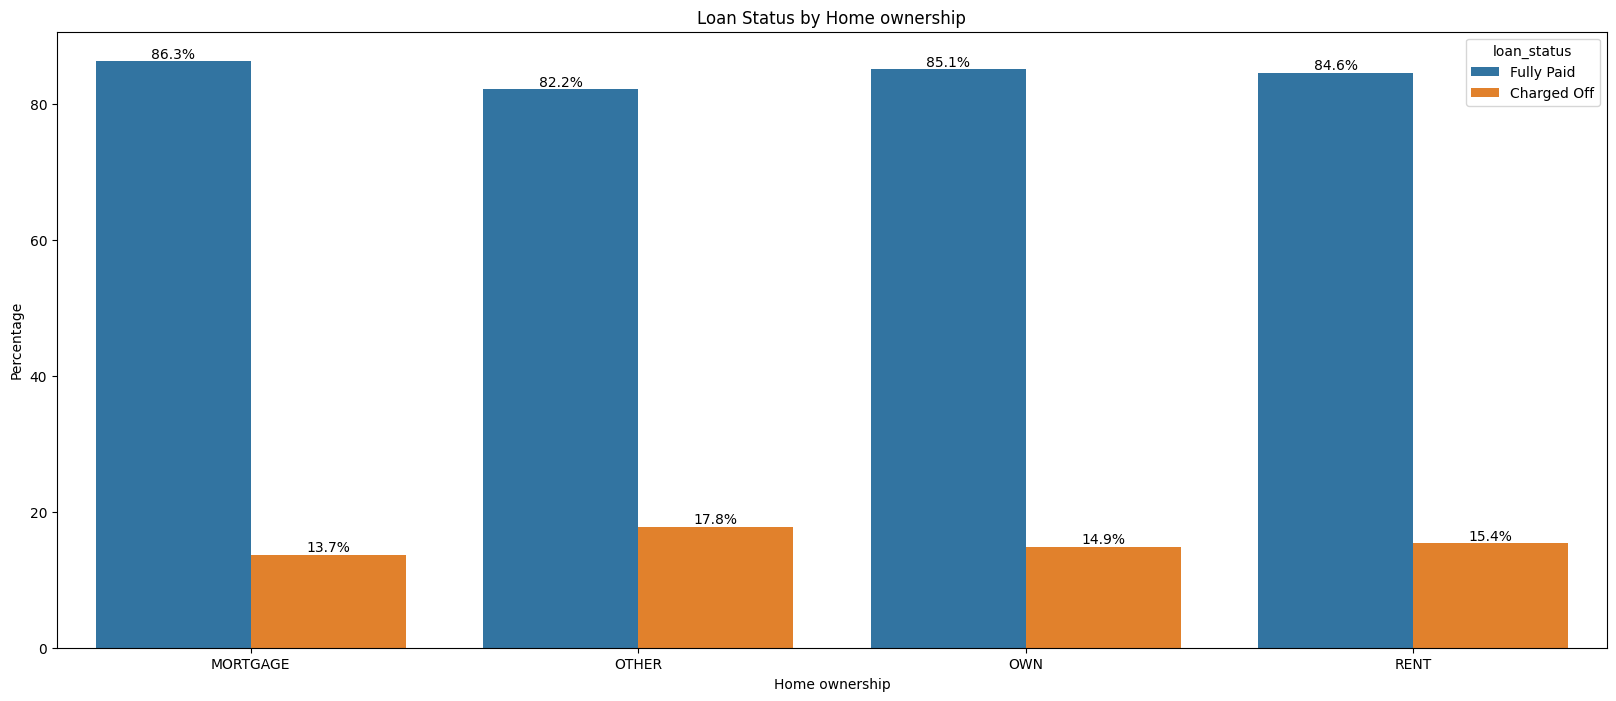 Loan Status by Home ownership
loan_status
Fully Paid
Charged Off
86.3%
82.2%
85.1%
84.6%
13.7%
17.8%
14.9%
15.4%
Percentage
80
60
40
20
0
MORTGAGE
OTHER
OWN
RENT
Home ownership